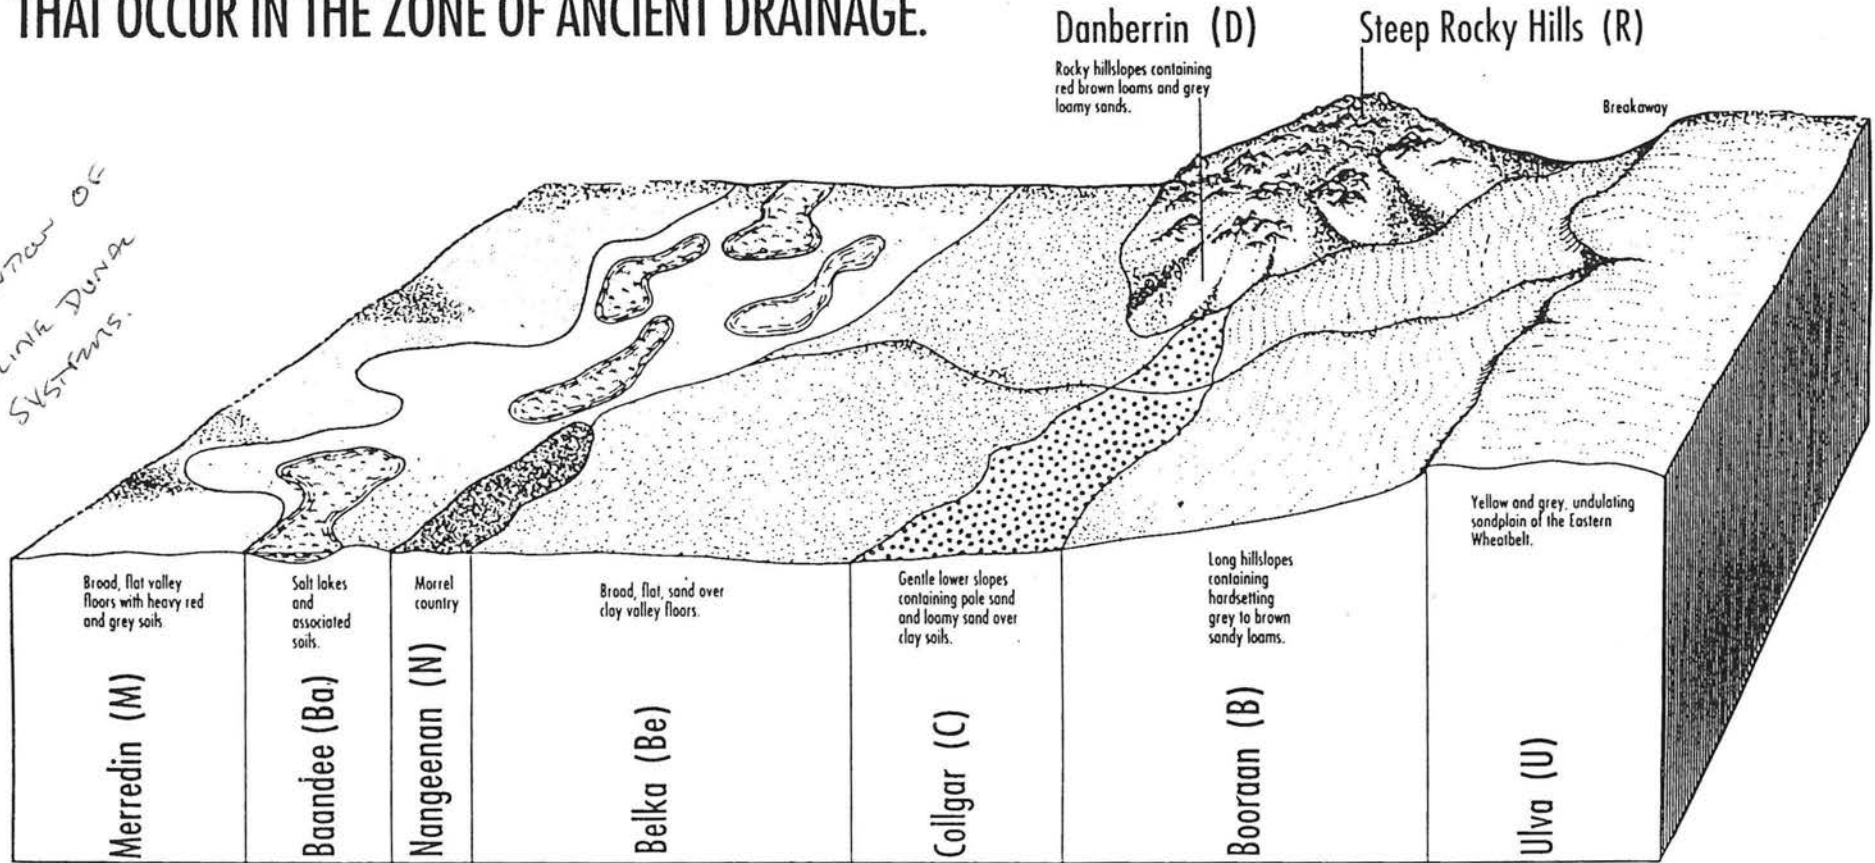 THAT OCCUR IN THE ZONE OF ANCIENT DRAINAGE.
Danberrin (D)
Rocky hillslopes containing
red brown loams and grey
loamy sands.
Steep Rocky Hills (R)
Breakaway
OF
DUNAL
SYSTEMS.
Broad, flat valley
floors with heavy red
and grey soils
Merredin (M)
Salt lakes
and
associated
soils.
Baandee (Ba)
Morrel
country
Nangeenan (N)
Broad, flat, sand over
clay valley floors.
Belka (Be)
Gentle lower slopes
containing pale sand
and loamy sand over
clay soils.
Collgar (C)
Long hillslopes
containing
hardsetting
grey to brown
sandy loams.
Booraan (B)
Yellow and grey, undulating
sandplain of the Eastern
Wheatbelt.
Ulva (U)